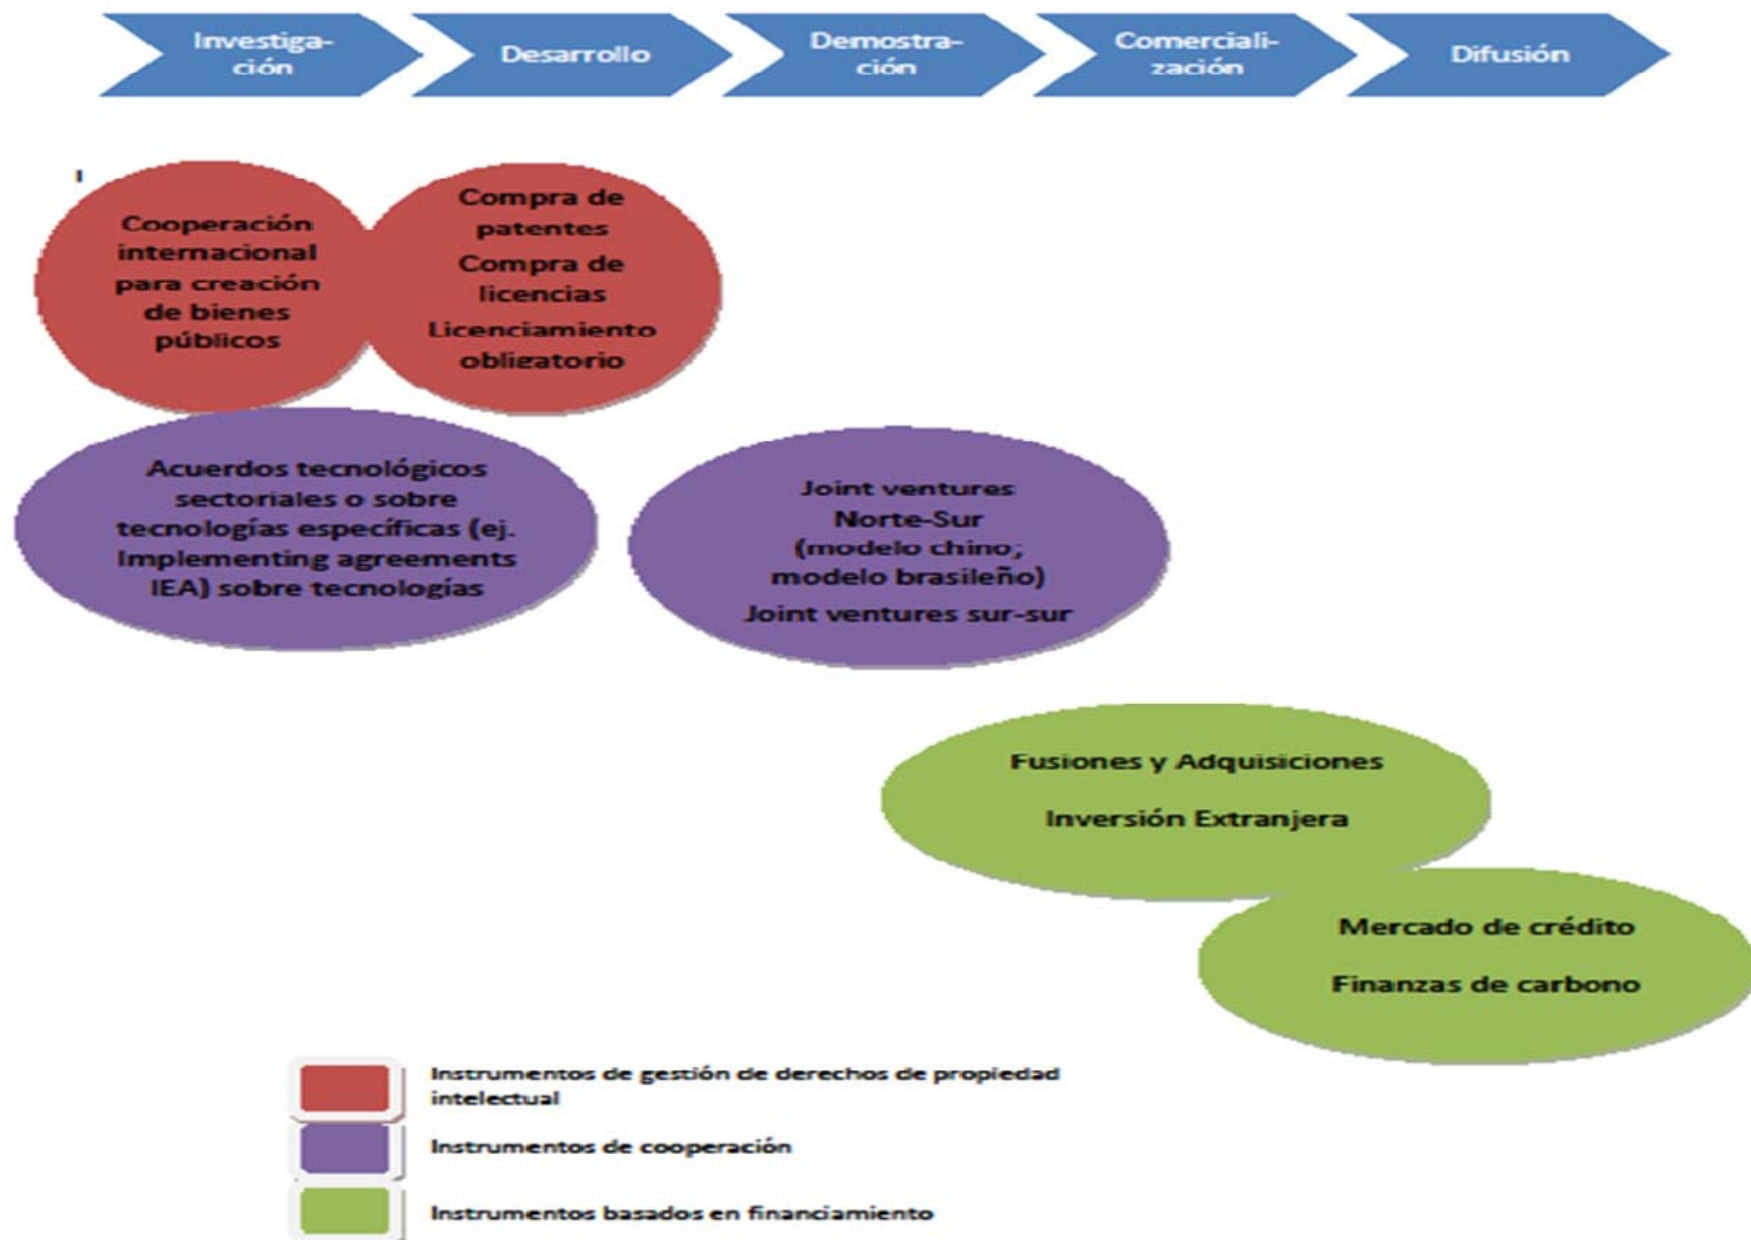 Investiga-
ción
Desarrollo
Demostra-
ción
Comerciali-
zación
Difusión
Cooperación
internacional
para creación
de bienes
públicos
Compra de
patentes
Compra de
licencias
Licenciamiento
obligatorio
Acuerdos tecnológicos
sectoriales o sobre
tecnologías específicas (ej.
Implementing agreements
IEA) sobre tecnologías
Joint ventures
Norte-Sur
(modelo chino;
modelo brasileño)
Joint ventures sur-sur
Fusiones y Adquisiciones
Inversión Extranjera
Mercado de crédito
Finanzas de carbono
Instrumentos de gestión de derechos de propiedad
intelectual
Instrumentos de cooperación
Instrumentos basados en financiamiento